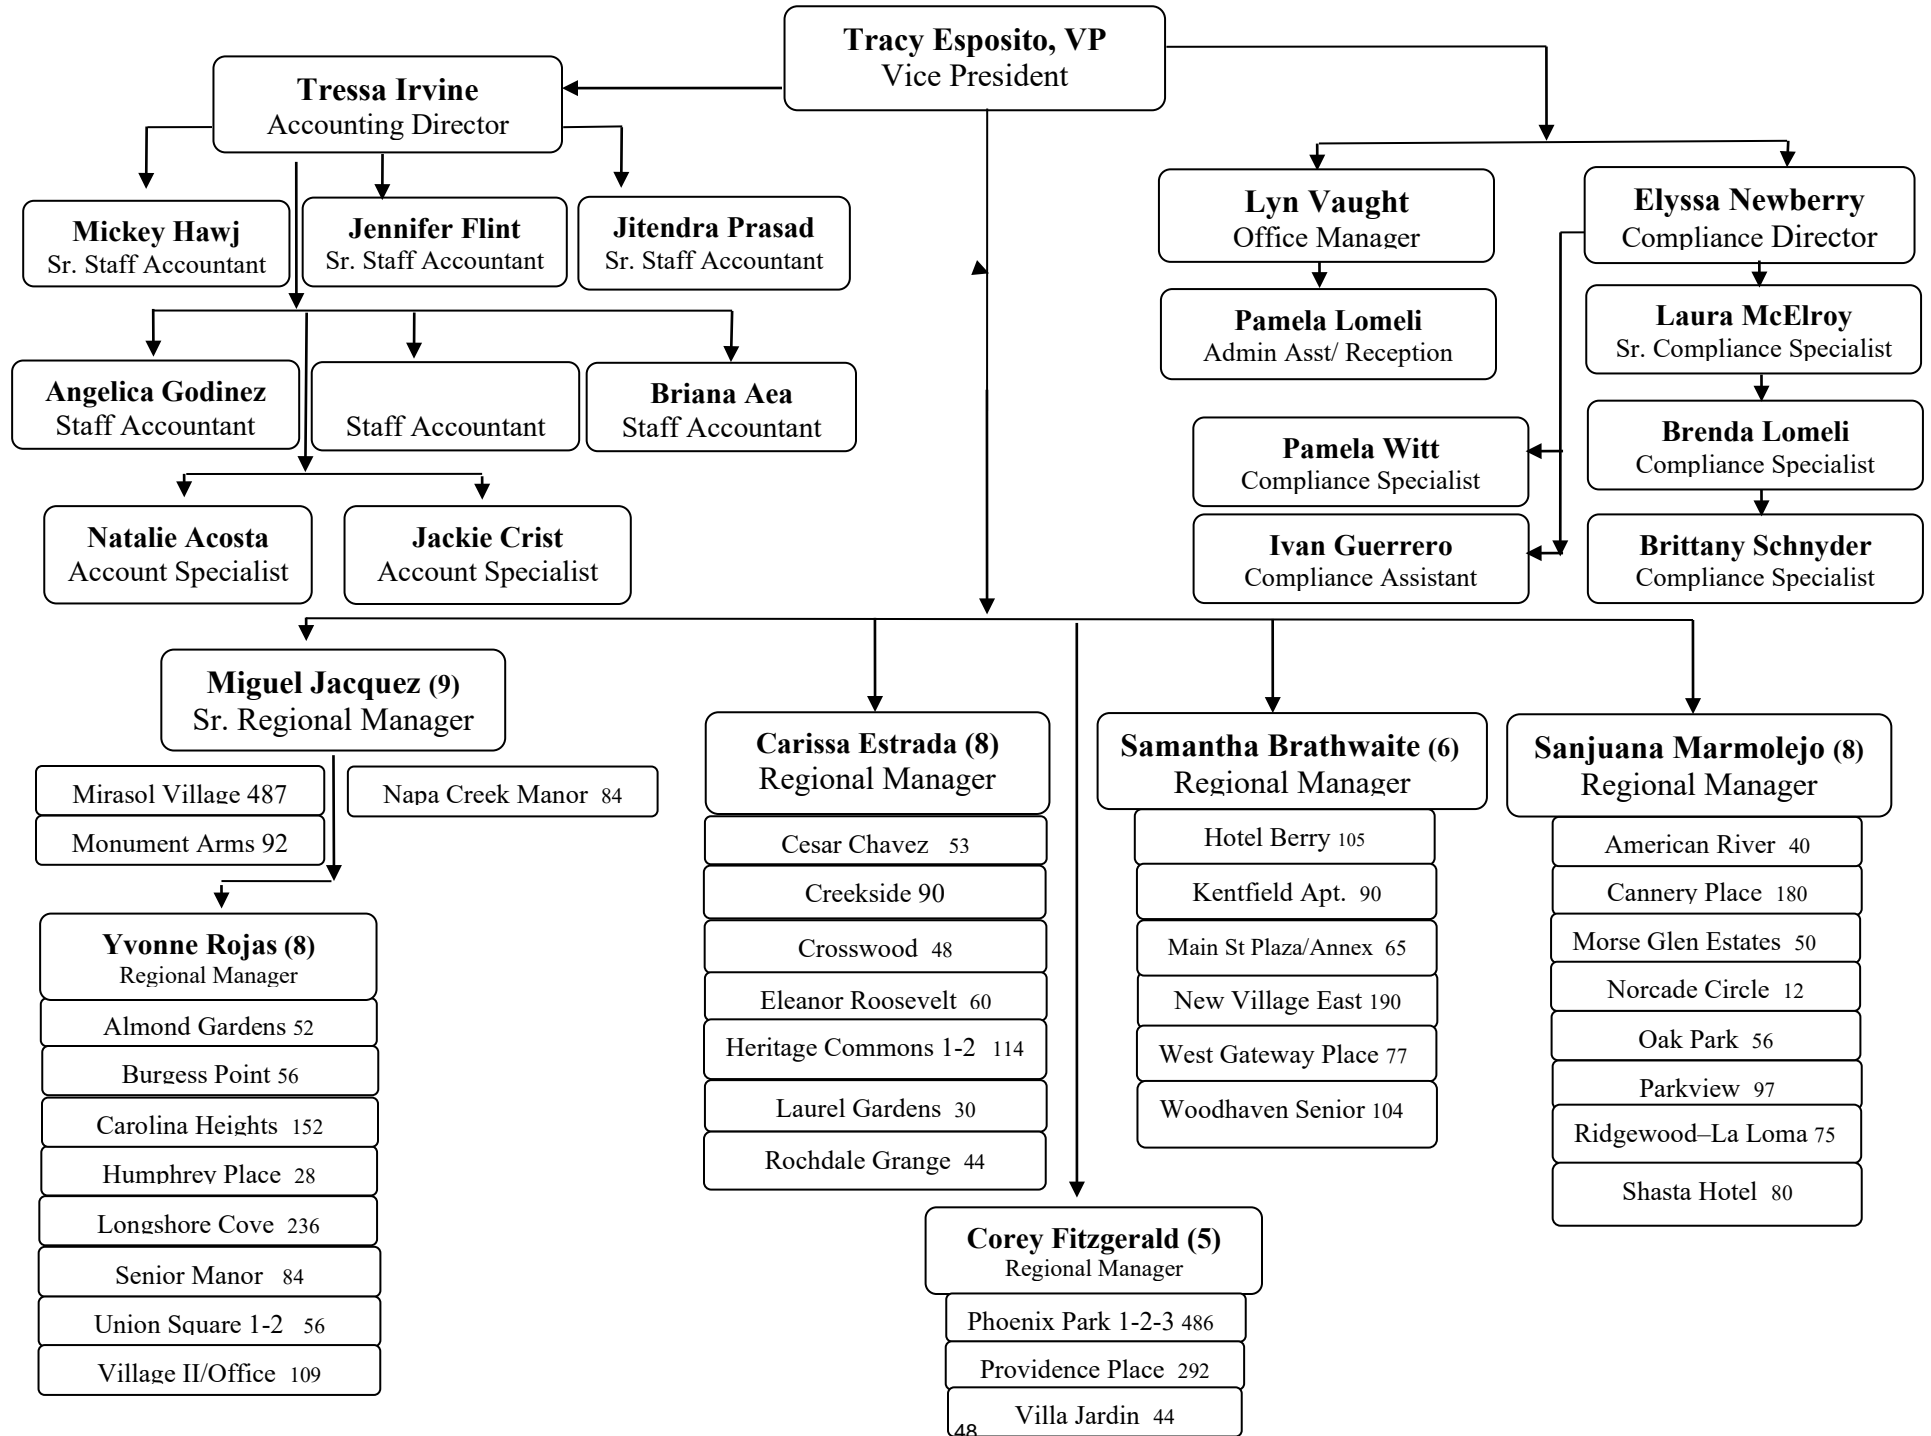 Tracy Esposito, VP
Vice President
Tressa Irvine
Accounting Director
Mickey Hawj
Sr. Staff Accountant
Jennifer Flint
Sr. Staff Accountant
Jitendra Prasad
Sr. Staff Accountant
Angelica Godinez
Staff Accountant
Staff Accountant
Briana Aea
Staff Accountant
Natalie Acosta
Account Specialist
Jackie Crist
Account Specialist
Lyn Vaught
Office Manager
Pamela Lomeli
Admin Asst/ Reception
Elyssa Newberry
Compliance Director
Laura McElroy
Sr. Compliance Specialist
Brenda Lomeli
Compliance Specialist
Brittany Schnyder
Compliance Specialist
Pamela Witt
Compliance Specialist
Ivan Guerrero
Compliance Assistant
Miguel Jacquez (9)
Sr. Regional Manager
Mirasol Village 487
Monument Arms 92
Napa Creek Manor 84
Yvonne Rojas (8)
Regional Manager
Almond Gardens 52
Burgess Point 56
Carolina Heights 152
Humphrey Place 28
Longshore Cove 236
Senior Manor 84
Union Square 1-2 56
Village II/Office 109
Carissa Estrada (8)
Regional Manager
Cesar Chavez 53
Creekside 90
Crosswood 48
Eleanor Roosevelt 60
Heritage Commons 1-2 114
Laurel Gardens 30
Rochdale Grange 44
Corey Fitzgerald (5)
Regional Manager
Phoenix Park 1-2-3 486
Providence Place 292
Villa Jardin 44
48
Samantha Brathwaite (6)
Regional Manager
Hotel Berry 105
Kentfield Apt. 90
Main St Plaza/Annex 65
New Village East 190
West Gateway Place 77
Woodhaven Senior 104
Sanjuana Marmolejo (8)
Regional Manager
American River 40
Cannery Place 180
Morse Glen Estates 50
Norcade Circle 12
Oak Park 56
Parkview 97
Ridgewood–La Loma 75
Shasta Hotel 80